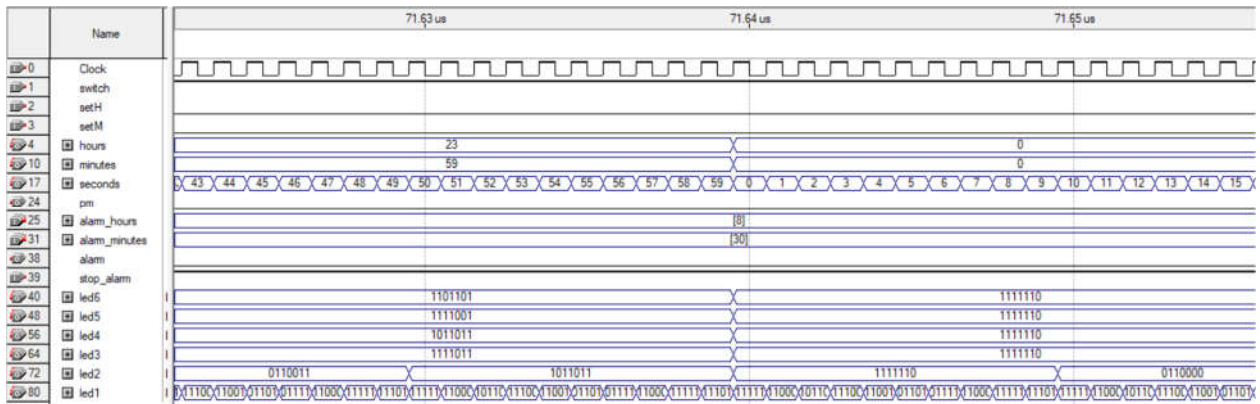 71.63 us 71.64 us 71.65 us
Name
0 Clock
1 switch
2 setH
3 setM
4 hours 23 0
10 minutes 59 0
17 seconds 43 44 45 46 47 48 49 50 51 52 53 54 55 56 57 58 59 0 1 2 3 4 5 6 7 8 9 10 11 12 13 14 15
24 pm
25 alarm_hours [8]
31 alarm_minutes [30]
38 alarm
39 stop_alarm
40 led6 1101101 1111110
48 led5 1111001 1111110
56 led4 1011011 1111110
64 led3 1111011 1111110
72 led2 0110011 1011011 1111110 0110000
80 led1